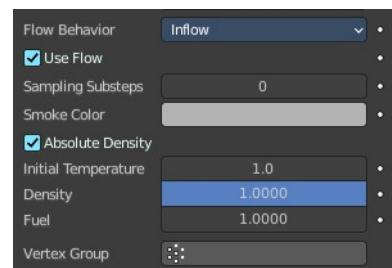 Flow Behavior Inflow
Use Flow
Sampling Substeps 0
Smoke Color
Absolute Density
Initial Temperature 1.0
Density 1.0000
Fuel 1.0000
Vertex Group